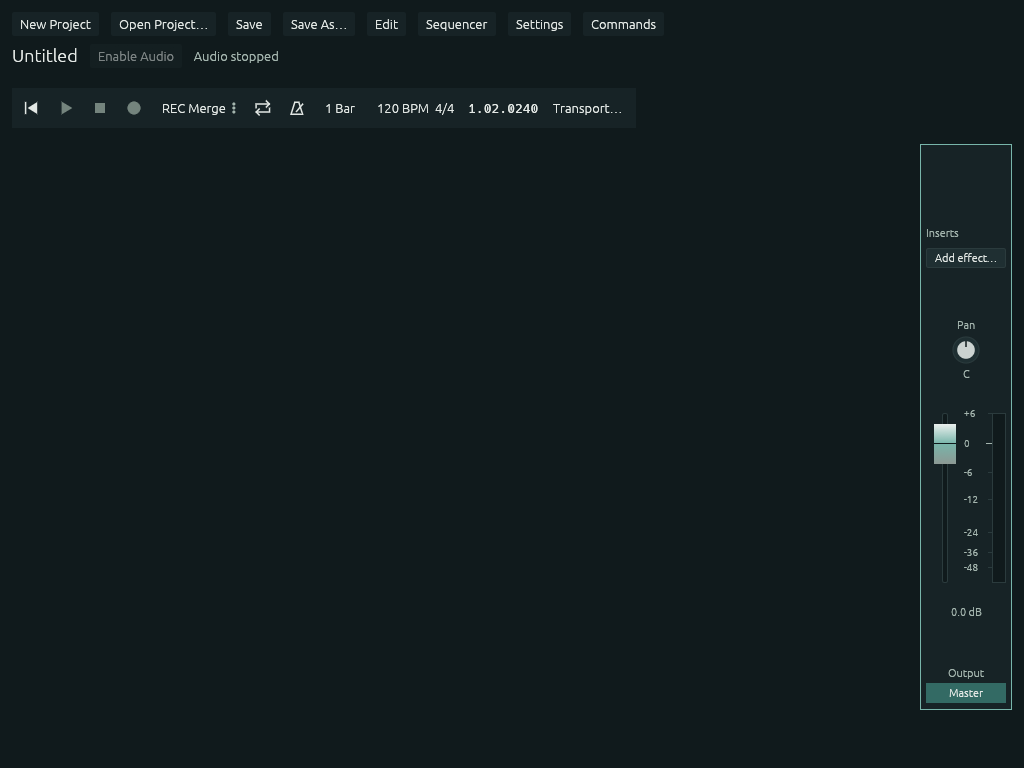 New Project Open Project... Save Save As... Edit Sequencer Settings Commands
Untitled Enable Audio Audio stopped
REC Merge 1 Bar 120 BPM 4/4 1.02.0240 Transport...
Inserts
Add effect...
Pan
C
+6
0
-6
-12
-24
-36
-48
0.0 dB
Output
Master